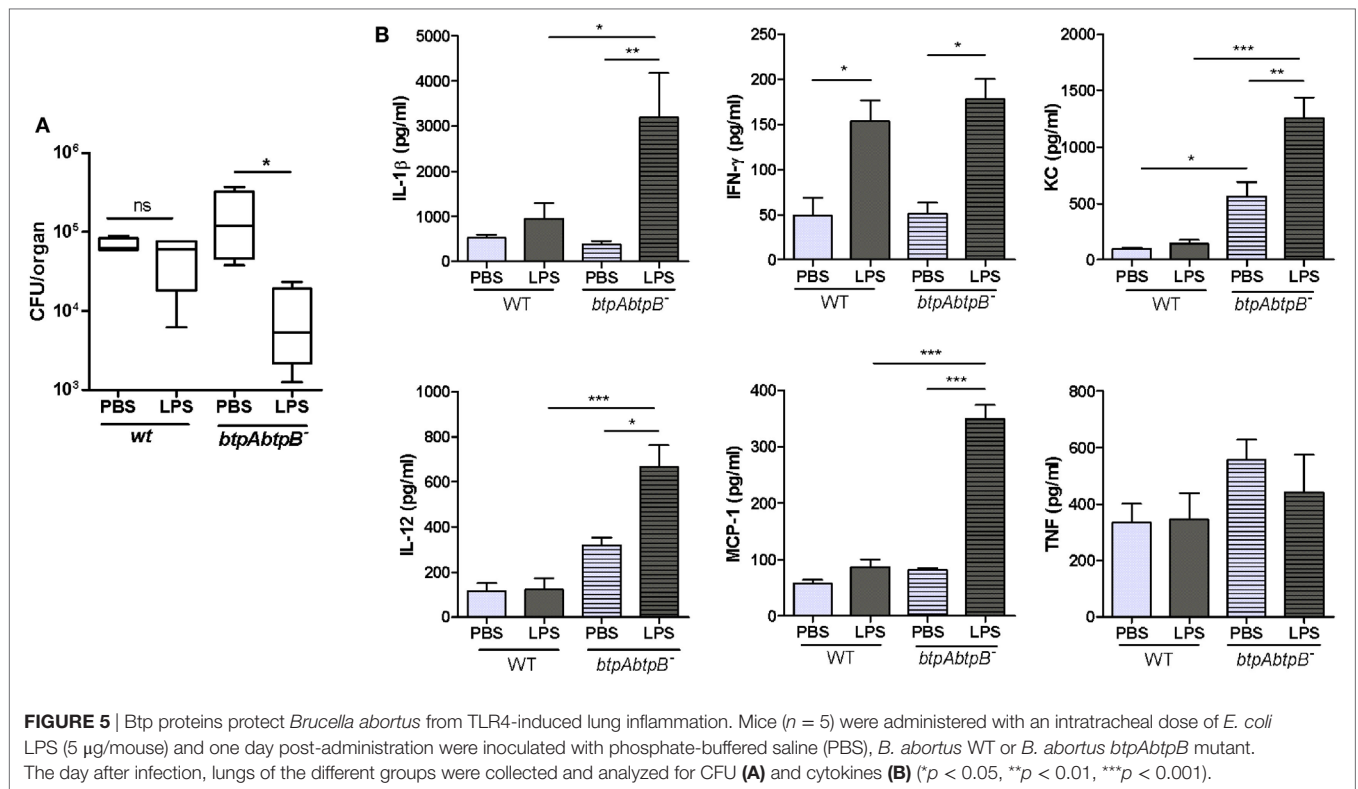 A
CFU/organ
10⁶
10⁵
10⁴
10³
ns
*
PBS LPS PBS LPS
wt btpAbtpB⁻
B
IL-1β (pg/ml)
5000
4000
3000
2000
1000
0
*
**
PBS LPS PBS LPS
WT btpAbtpB⁻
IFN-γ (pg/ml)
250
200
150
100
50
0
*
*
PBS LPS PBS LPS
WT btpAbtpB⁻
KC (pg/ml)
2000
1500
1000
500
0
***
**
*
PBS LPS PBS LPS
WT btpAbtpB⁻
IL-12 (pg/ml)
1000
800
600
400
200
0
***
*
PBS LPS PBS LPS
WT btpAbtpB⁻
MCP-1 (pg/ml)
400
300
200
100
0
***
***
PBS LPS PBS LPS
WT btpAbtpB⁻
TNF (pg/ml)
800
600
400
200
0
PBS LPS PBS LPS
WT btpAbtpB⁻
FIGURE 5 | Btp proteins protect Brucella abortus from TLR4-induced lung inflammation. Mice (n = 5) were administered with an intratracheal dose of E. coli
LPS (5 μg/mouse) and one day post-administration were inoculated with phosphate-buffered saline (PBS), B. abortus WT or B. abortus btpAbtpB mutant.
The day after infection, lungs of the different groups were collected and analyzed for CFU (A) and cytokines (B) (*p < 0.05, **p < 0.01, ***p < 0.001).